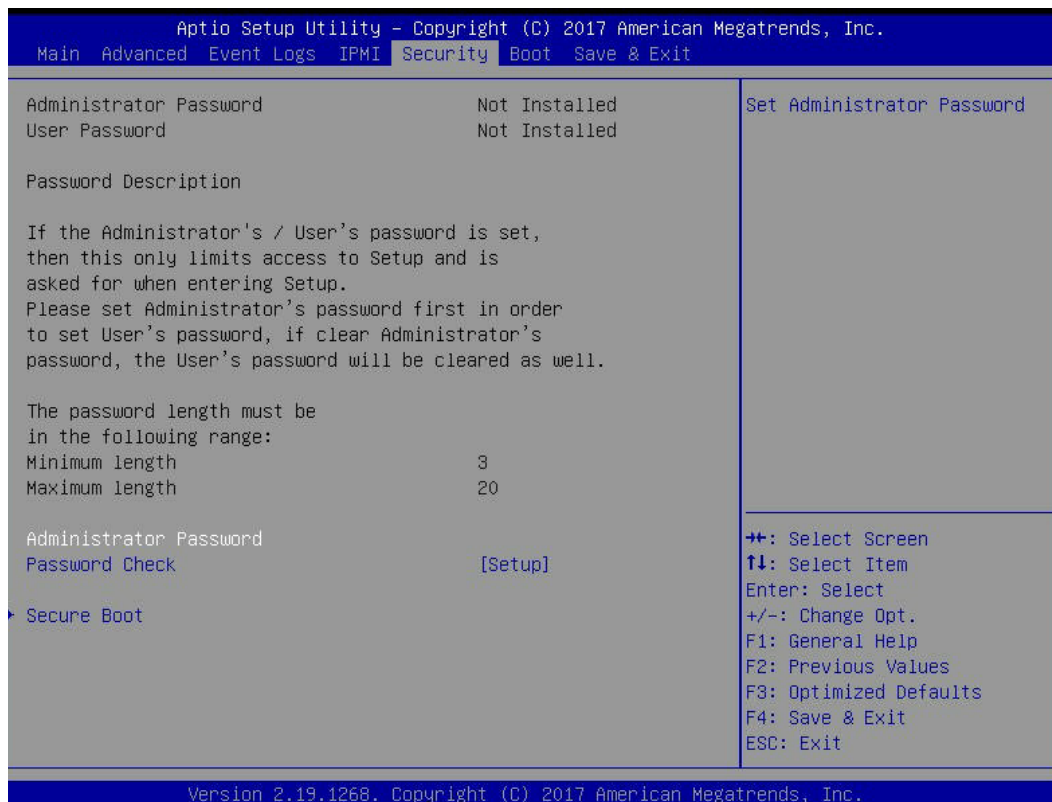 Aptio Setup Utility – Copyright (C) 2017 American Megatrends, Inc.
Main Advanced Event Logs IPMI Security Boot Save & Exit
Administrator Password Not Installed
User Password Not Installed
Password Description
If the Administrator's / User's password is set,
then this only limits access to Setup and is
asked for when entering Setup.
Please set Administrator's password first in order
to set User's password, if clear Administrator's
password, the User's password will be cleared as well.
The password length must be
in the following range:
Minimum length 3
Maximum length 20
Administrator Password
Password Check [Setup]
Secure Boot
Set Administrator Password
→←: Select Screen
↑↓: Select Item
Enter: Select
+/-: Change Opt.
F1: General Help
F2: Previous Values
F3: Optimized Defaults
F4: Save & Exit
ESC: Exit
Version 2.19.1268. Copyright (C) 2017 American Megatrends, Inc.